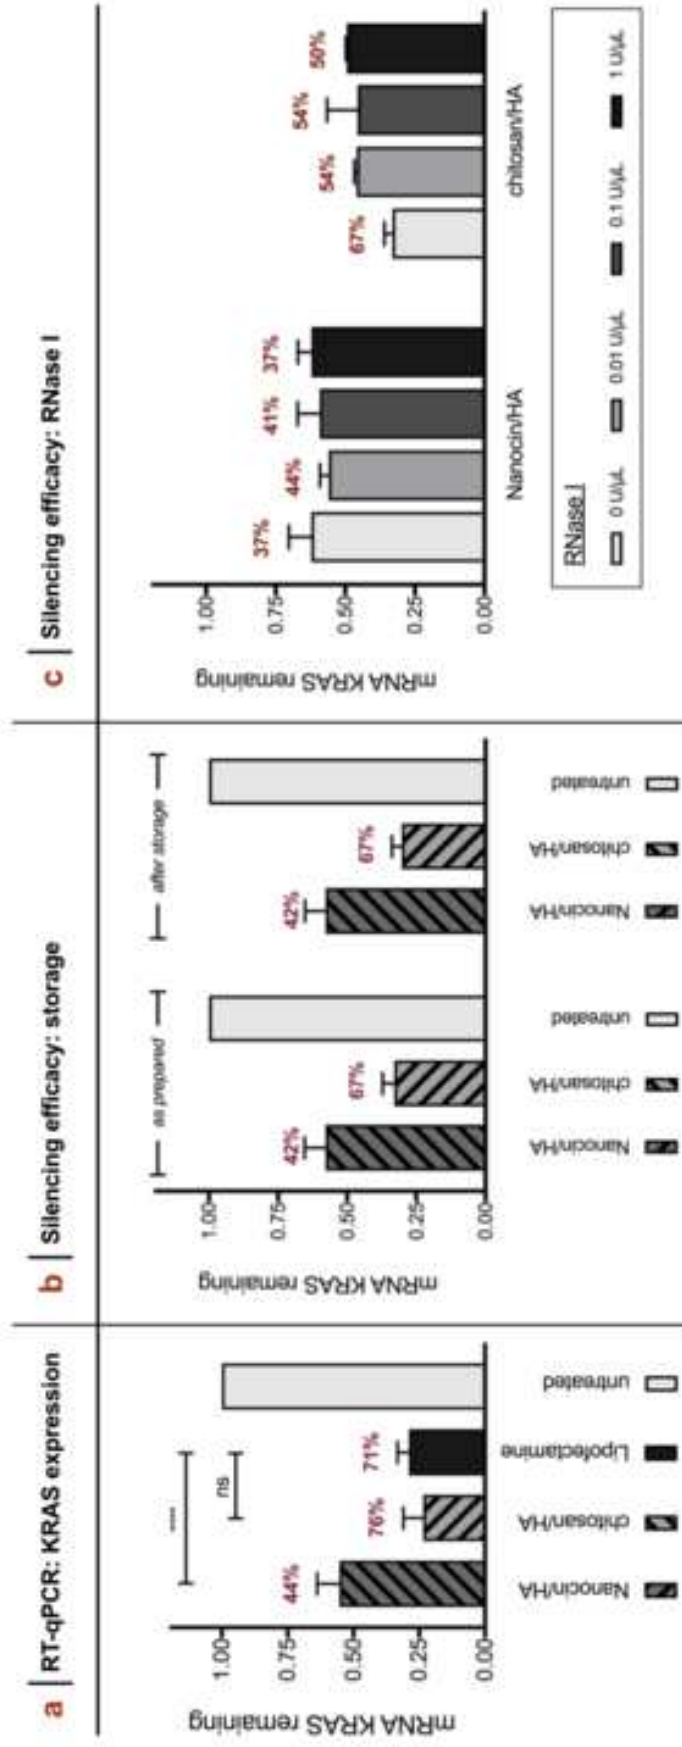 a | RT-qPCR: KRAS expression
mRNA KRAS remaining
1.00
0.75
0.50
0.25
0.00
44%
76%
71%
****
ns
Nanocin/HA
chitosan/HA
Lipofectamine
untreated
b | Silencing efficacy: storage
mRNA KRAS remaining
1.00
0.75
0.50
0.25
0.00
as prepared
after storage
42%
67%
42%
67%
Nanocin/HA
chitosan/HA
untreated
Nanocin/HA
chitosan/HA
untreated
c | Silencing efficacy: RNase I
mRNA KRAS remaining
1.00
0.75
0.50
0.25
0.00
37%
44%
41%
37%
67%
54%
54%
50%
Nanocin/HA
chitosan/HA
RNase I
0 U/µL
0.01 U/µL
0.1 U/µL
1 U/µL